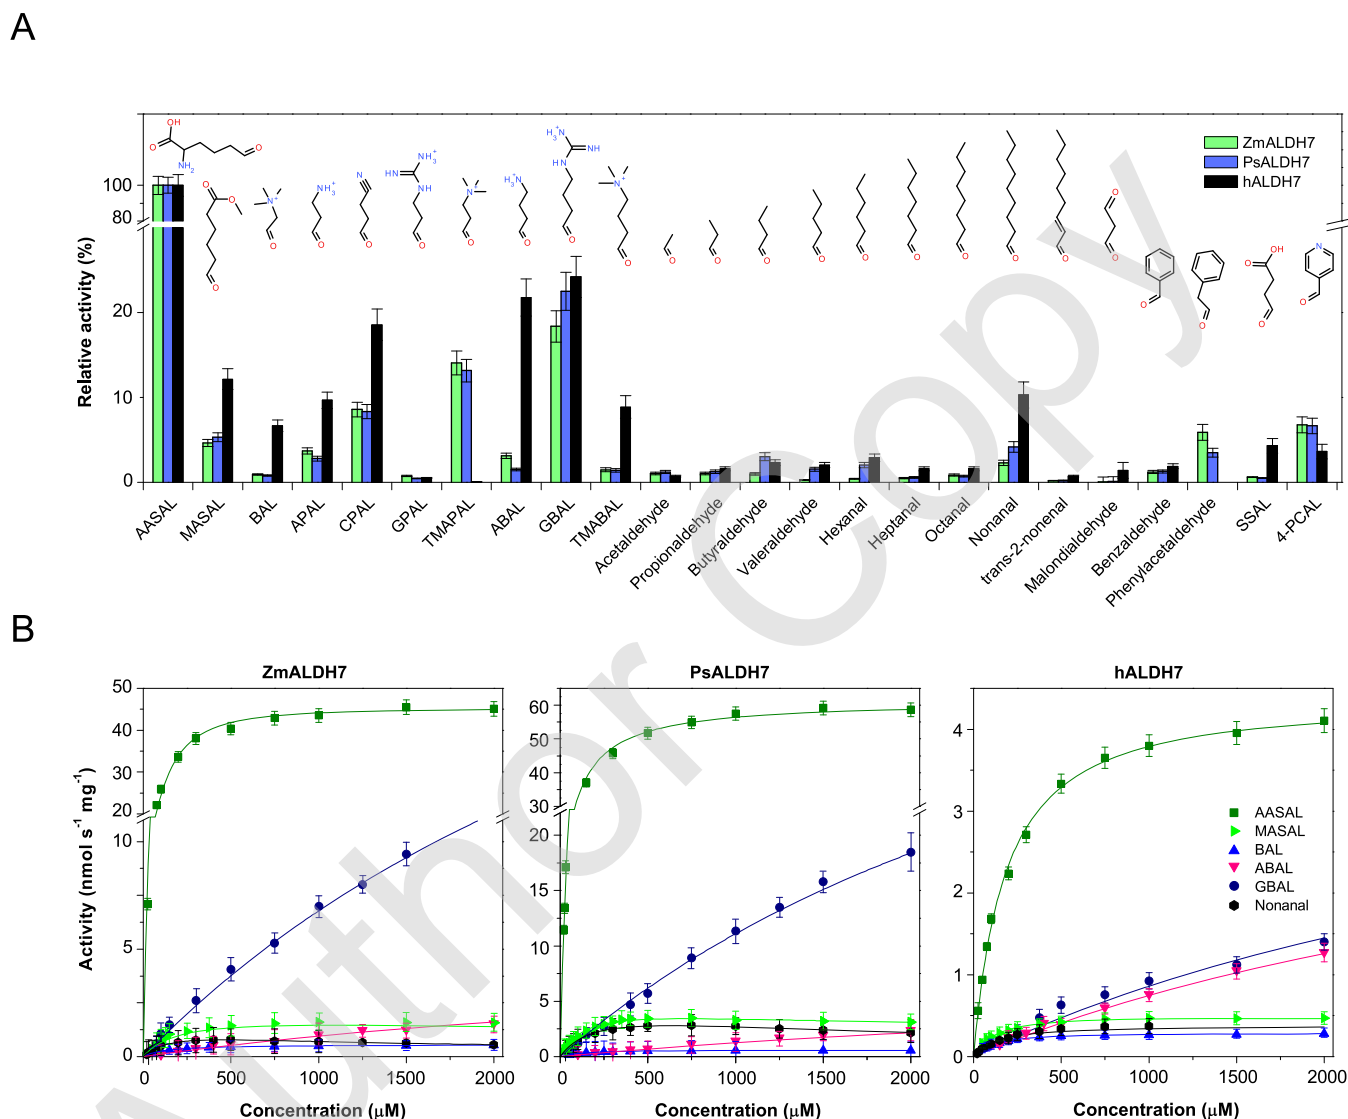 A
ZmALDH7
PsALDH7
hALDH7
Relative activity (%)
100
80
20
10
0
AASAL
MASAL
BAL
APAL
CPAL
GPAL
TMAPAL
ABAL
GBAL
TMABAL
Acetaldehyde
Propionaldehyde
Butyraldehyde
Valeraldehyde
Hexanal
Heptanal
Octanal
Nonanal
trans-2-nonenal
Malondialdehyde
Benzaldehyde
Phenylacetaldehyde
SSAL
4-PCAL
B
ZmALDH7
PsALDH7
hALDH7
Activity (nmol s⁻¹ mg⁻¹)
50
40
30
20
10
5
0
0 500 1000 1500 2000
Concentration (µM)
60
50
40
30
20
15
10
5
0
0 500 1000 1500 2000
Concentration (µM)
4
3
2
1
0
AASAL
MASAL
BAL
ABAL
GBAL
Nonanal
0 500 1000 1500 2000
Concentration (µM)
Author Copy